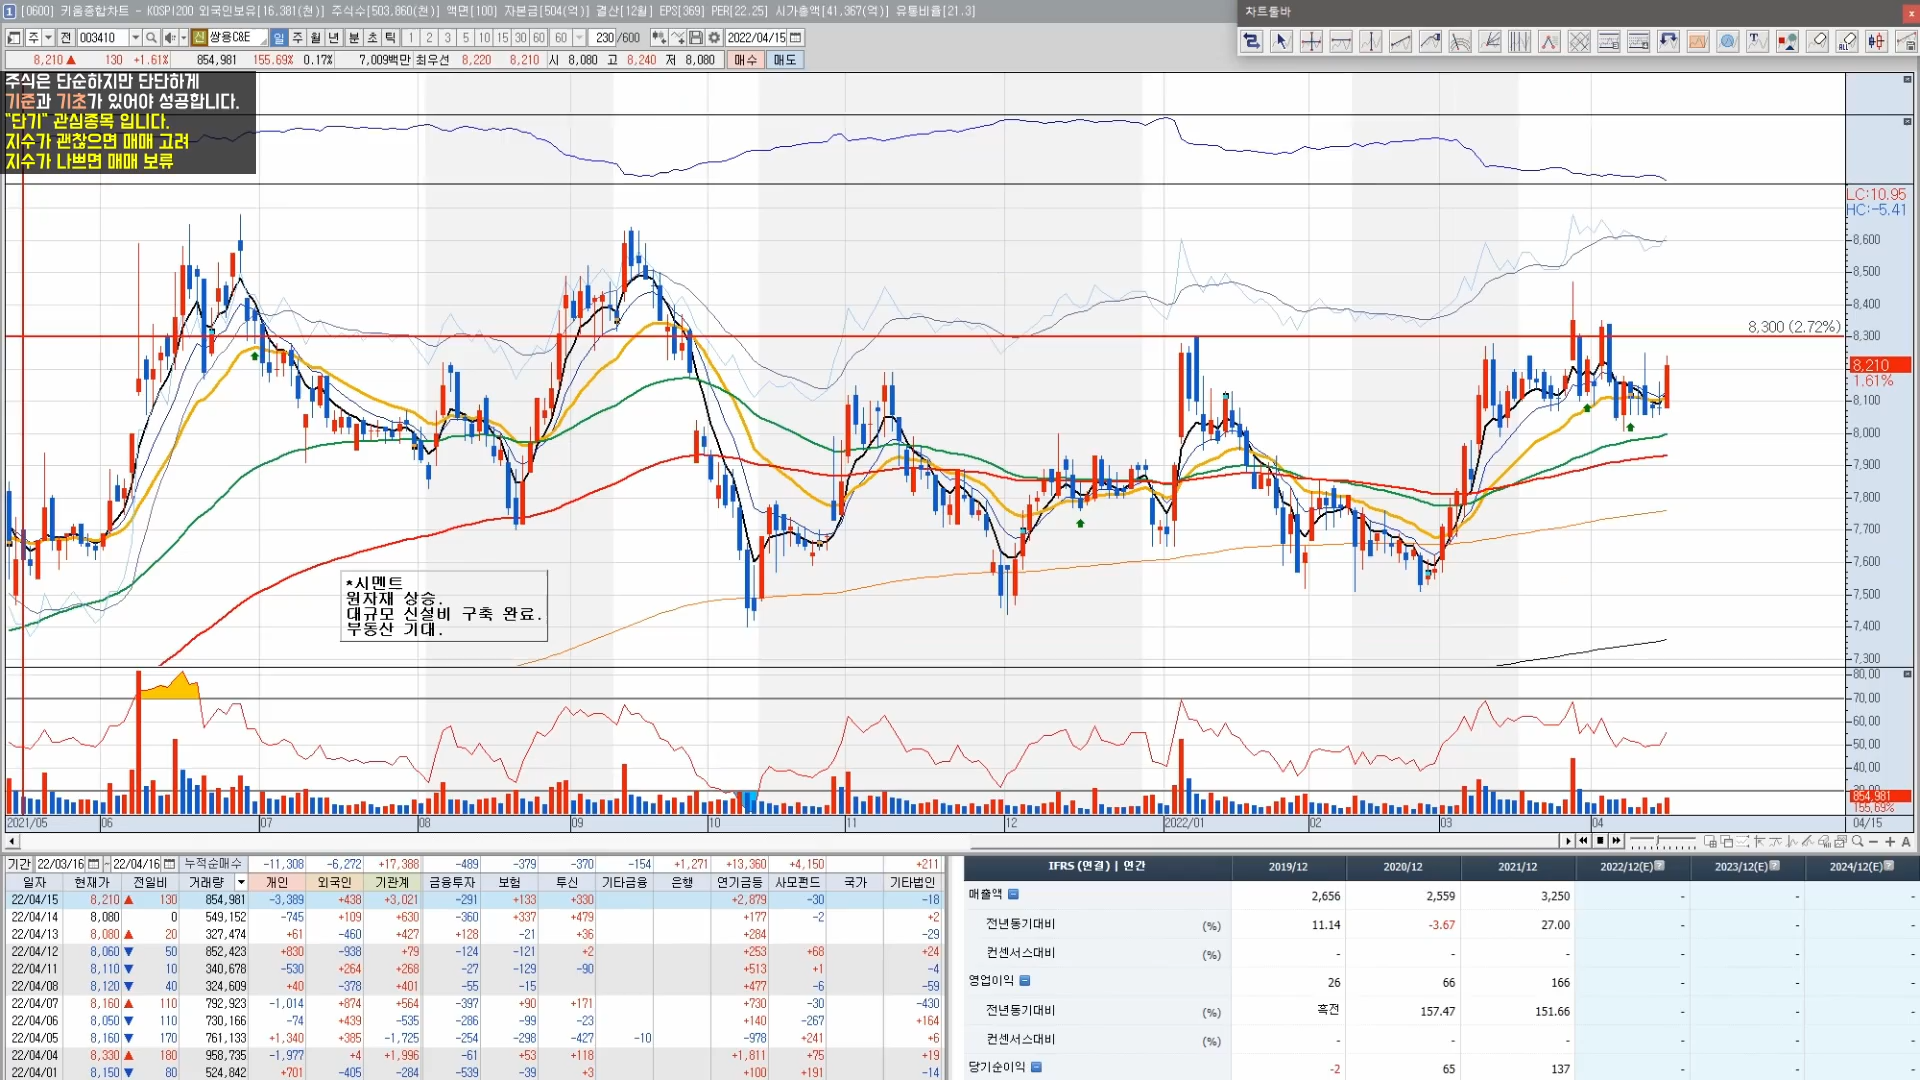 [0600] 키움종합차트 - KOSPI200 외국인보유[16,381(천)] 주식수[503,860(천)] 액면[100] 자본금[504(억)] 결산[12월] EPS[369] PER[22.25] 시가총액[41,367(억)] 유통비율[21.3]
차트툴바
주 전 003410 신 쌍용C&E 일 주 월 년 분 초 틱 1 2 3 5 10 15 30 60 60 230 /600 2022/04/15
8,210▲ 130 +1.61% 854,981 155.69% 0.17% 7,009백만 최우선 8,220 8,210 시 8,080 고 8,240 저 8,080 매수 매도
주식은 단순하지만 단단하게
기준과 기초가 있어야 성공합니다.
"단기" 관심종목 입니다.
지수가 괜찮으면 매매 고려
지수가 나쁘면 매매 보류
LC:10.95
HC:-5.41
8,600
8,500
8,400
8,300 (2.72%)
8,300
8,210
1.61%
8,100
8,000
7,900
7,800
7,700
7,600
7,500
7,400
7,300
*시멘트
원자재 상승.
대규모 신설비 구축 완료.
부동산 기대.
80,00
70,00
60,00
50,00
40,00
854,981
155,69%
2021/05 06 07 08 09 10 11 12 2022/01 02 03 04 04/15
기간 22/03/16 ~ 22/04/16 누적순매수 -11,308 -6,272 +17,388 -489 -379 -370 -154 +1,271 +13,360 +4,150 +211
일자 현재가 전일비 거래량 개인 외국인 기관계 금융투자 보험 투신 기타금융 은행 연기금등 사모펀드 국가 기타법인
22/04/15 8,210 ▲ 130 854,981 -3,389 +438 +3,021 -291 +133 +330 +2,879 -30 -18
22/04/14 8,080 0 549,152 -745 +109 +630 -360 +337 +479 +177 -2 +2
22/04/13 8,080 ▲ 20 327,474 +61 -460 +427 +128 -21 +36 +284 -29
22/04/12 8,060 ▼ 50 852,423 +830 -938 +79 -124 -121 +2 +253 +68 +24
22/04/11 8,110 ▼ 10 340,678 -530 +264 +268 -27 -129 -90 +513 +1 -4
22/04/08 8,120 ▼ 40 324,609 +40 -378 +401 -55 -15 +477 -6 -59
22/04/07 8,160 ▲ 110 792,923 -1,014 +874 +564 -397 +90 +171 +730 -30 -430
22/04/06 8,050 ▼ 110 730,166 -74 +439 -535 -286 -99 -23 +140 -267 +164
22/04/05 8,160 ▼ 170 761,133 +1,340 +385 -1,725 -254 -298 -427 -10 -978 +241 +6
22/04/04 8,330 ▲ 180 958,735 -1,977 +4 +1,996 -61 +53 +118 +1,811 +75 +19
22/04/01 8,150 ▼ 80 524,842 +701 -405 -284 -539 -39 +3 +100 +191 -14
IFRS (연결) | 연간 2019/12 2020/12 2021/12 2022/12(E) 2023/12(E) 2024/12(E)
매출액 2,656 2,559 3,250 - - -
전년동기대비 (%) 11.14 -3.67 27.00 - - -
컨센서스대비 (%) - - - - - -
영업이익 26 66 166 - - -
전년동기대비 (%) 흑전 157.47 151.66 - - -
컨센서스대비 (%) - - - - - -
당기순이익 -2 65 137 - - -